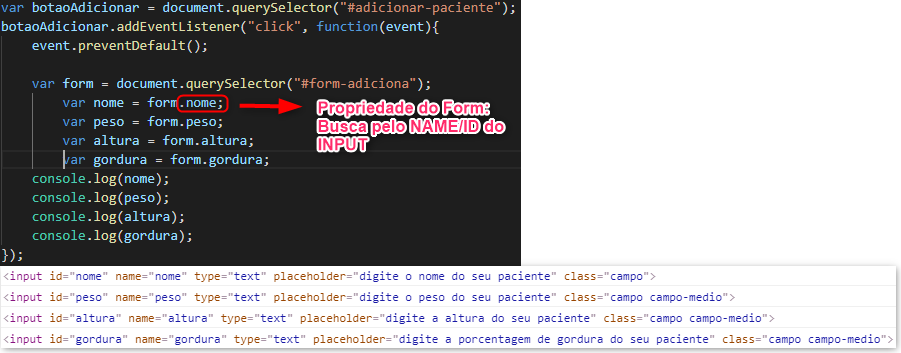 var botaoAdicionar = document.querySelector("#adicionar-paciente");
botaoAdicionar.addEventListener("click", function(event){
event.preventDefault();
var form = document.querySelector("#form-adiciona");
var nome = form.nome;
var peso = form.peso;
var altura = form.altura;
var gordura = form.gordura;
Propriedade do Form:
Busca pelo NAME/ID do
INPUT
console.log(nome);
console.log(peso);
console.log(altura);
console.log(gordura);
});
<input id="nome" name="nome" type="text" placeholder="digite o nome do seu paciente" class="campo">
<input id="peso" name="peso" type="text" placeholder="digite o peso do seu paciente" class="campo campo-medio">
<input id="altura" name="altura" type="text" placeholder="digite a altura do seu paciente" class="campo campo-medio">
<input id="gordura" name="gordura" type="text" placeholder="digite a porcentagem de gordura do seu paciente" class="campo campo-medio">